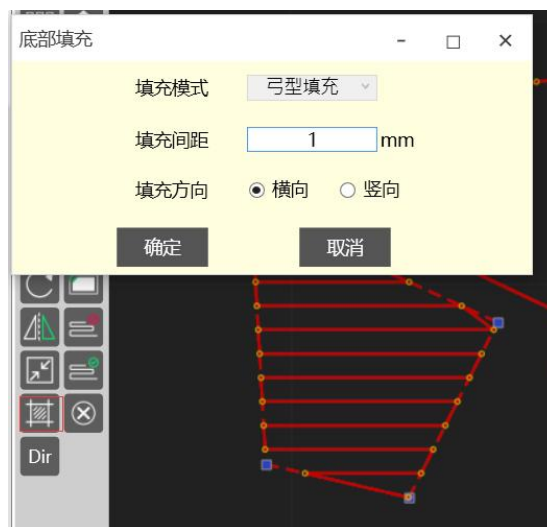 底部填充
填充模式 弓型填充
填充间距 1 mm
填充方向 横向 竖向
确定 取消
Dir